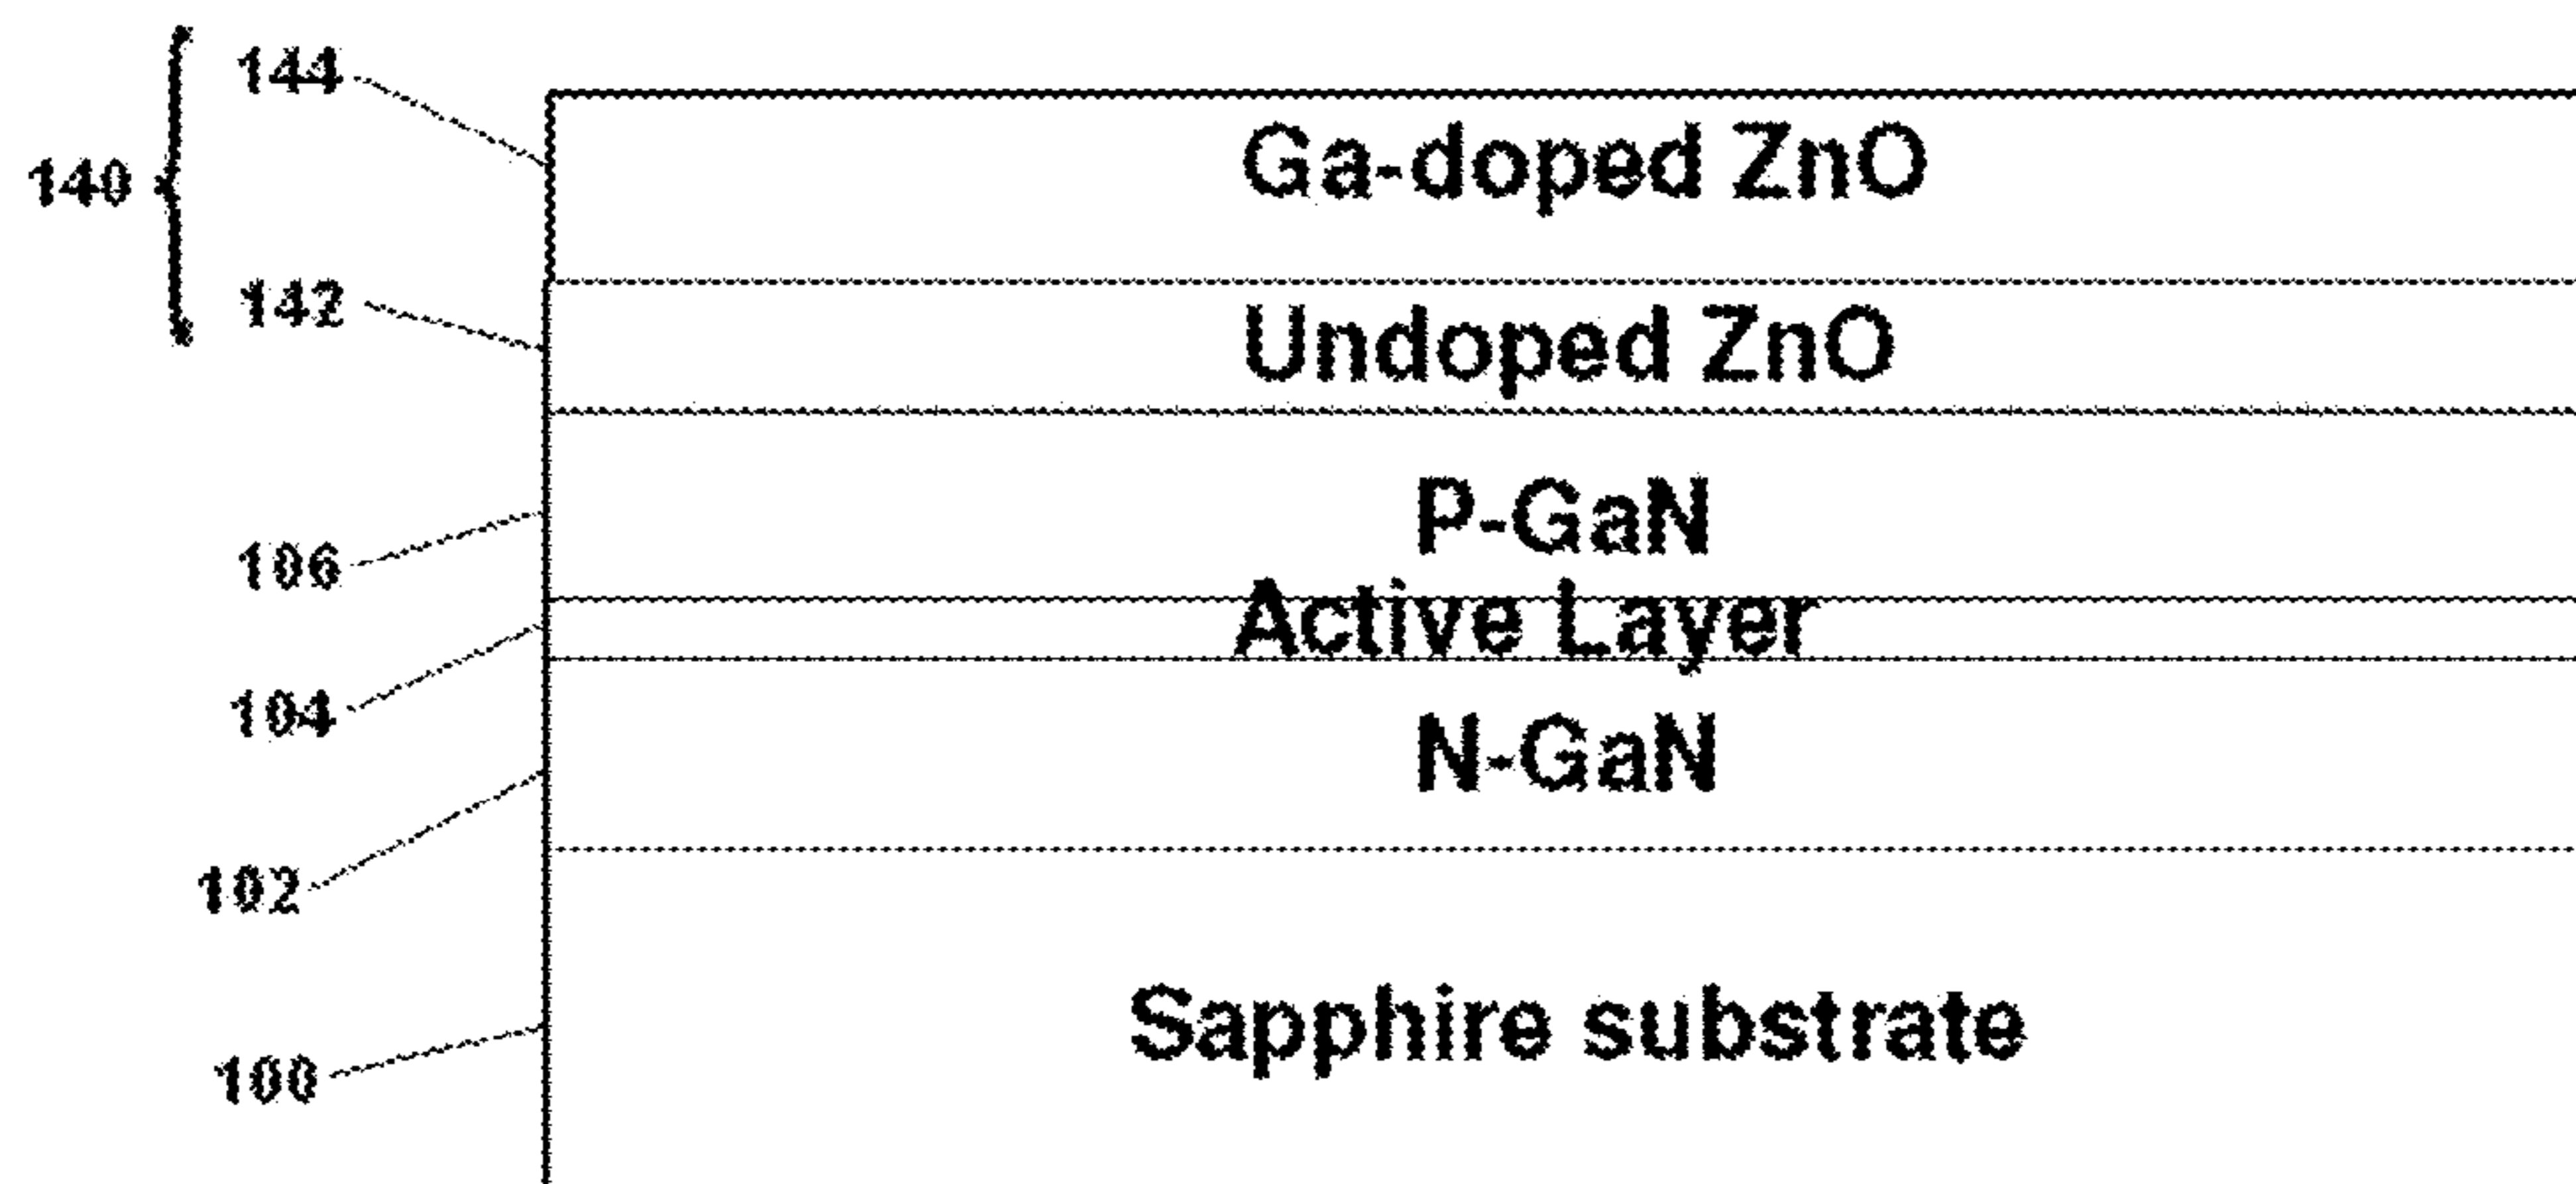 144
140
Ga-doped ZnO
142
Undoped ZnO
P-GaN
106
Active Layer
104
N-GaN
102
Sapphire substrate
100